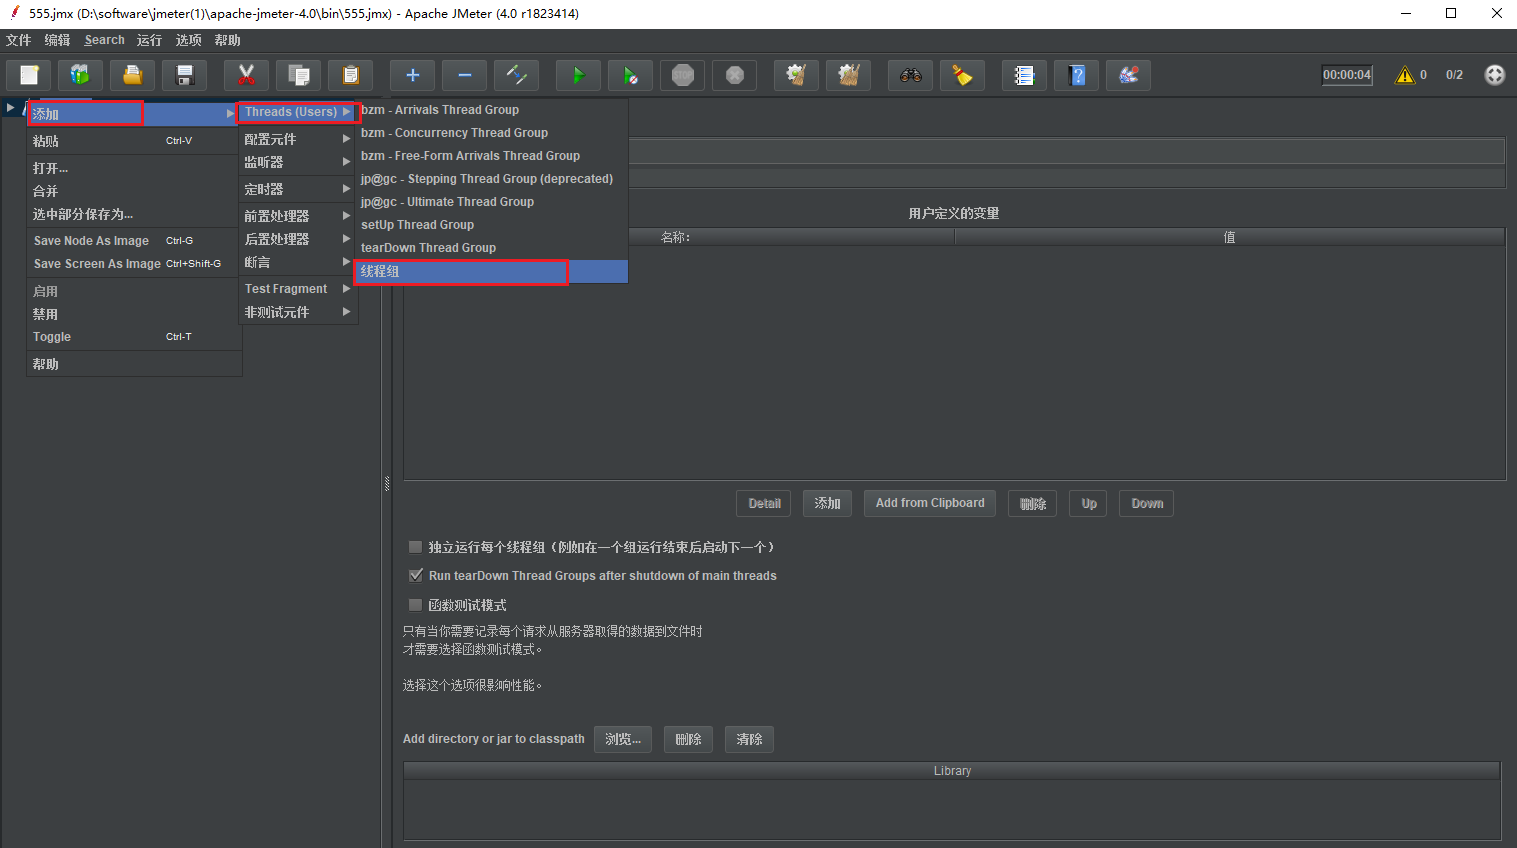 555.jmx (D:\software\jmeter(1)\apache-jmeter-4.0\bin\555.jmx) - Apache JMeter (4.0 r1823414)
文件 编辑 Search 运行 选项 帮助
STOP
00:00:04 0 0/2
添加
粘贴 Ctrl-V
打开...
合并
选中部分保存为...
Save Node As Image Ctrl-G
Save Screen As Image Ctrl+Shift-G
启用
禁用
Toggle Ctrl-T
帮助
Threads (Users)
配置元件
监听器
定时器
前置处理器
后置处理器
断言
Test Fragment
非测试元件
bzm - Arrivals Thread Group
bzm - Concurrency Thread Group
bzm - Free-Form Arrivals Thread Group
jp@gc - Stepping Thread Group (deprecated)
jp@gc - Ultimate Thread Group
setUp Thread Group
tearDown Thread Group
线程组
用户定义的变量
名称: 值
Detail 添加 Add from Clipboard 删除 Up Down
独立运行每个线程组（例如在一个组运行结束后启动下一个）
Run tearDown Thread Groups after shutdown of main threads
函数测试模式
只有当你需要记录每个请求从服务器取得的数据到文件时
才需要选择函数测试模式。
选择这个选项很影响性能。
Add directory or jar to classpath 浏览... 删除 清除
Library